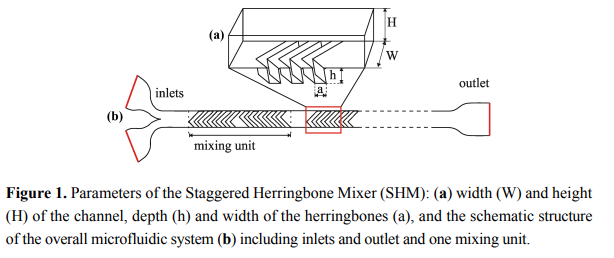 (a)
H
W
h
a
inlets
outlet
(b)
mixing unit
Figure 1. Parameters of the Staggered Herringbone Mixer (SHM): (a) width (W) and height
(H) of the channel, depth (h) and width of the herringbones (a), and the schematic structure
of the overall microfluidic system (b) including inlets and outlet and one mixing unit.